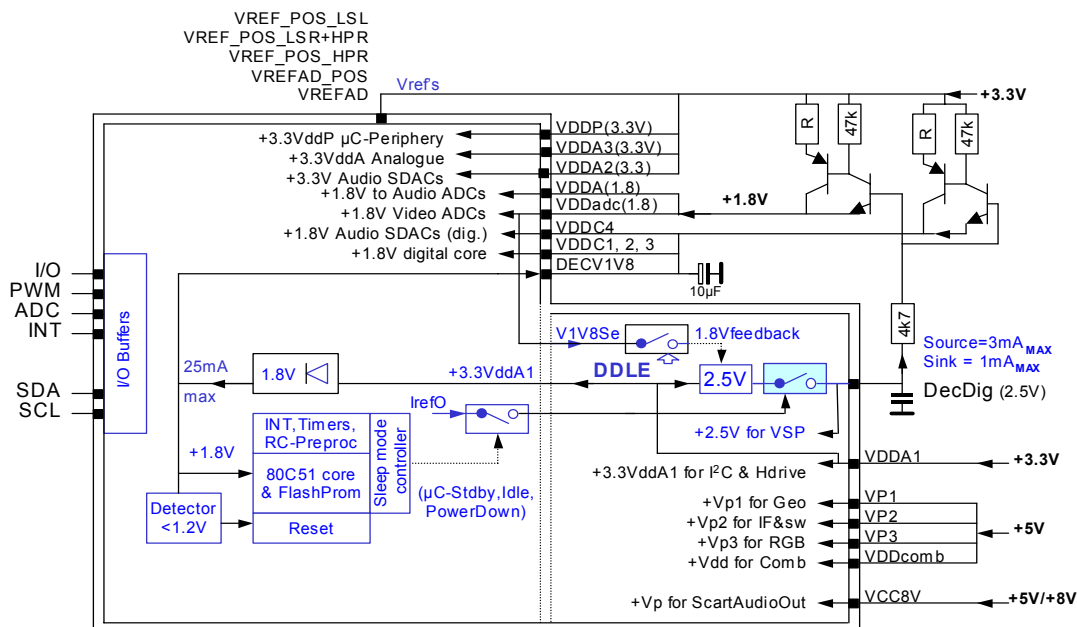 VREF_POS_LSL
VREF_POS_LSR+HPR
VREF_POS_HPR
VREFAD_POS
VREFAD
Vref's
+3.3V
R
47k
R
47k
+3.3VddP µC-Periphery
VDDP(3.3V)
+3.3VddA Analogue
VDDA3(3.3V)
+3.3V Audio SDACs
VDDA2(3.3)
+1.8V to Audio ADCs
VDDA(1.8)
+1.8V Video ADCs
VDDadc(1.8)
+1.8V
+1.8V Audio SDACs (dig.)
VDDC4
+1.8V digital core
VDDC1, 2, 3
DECV1V8
10µF
I/O
PWM
ADC
INT
SDA
SCL
I/O Buffers
4k7
V1V8Se
1.8Vfeedback
Source=3mAMAX
Sink = 1mAMAX
DecDig (2.5V)
25mA
max
1.8V
+3.3VddA1
DDLE
2.5V
IrefO
+2.5V for VSP
INT,Timers,
RC-Preproc
Sleep mode
controller
+1.8V
80C51 core
& FlashProm
(µC-Stdby,Idle,
PowerDown)
Detector
<1.2V
Reset
+3.3VddA1 for I²C & Hdrive
VDDA1
+3.3V
+Vp1 for Geo
VP1
+Vp2 for IF&sw
VP2
+5V
+Vp3 for RGB
VP3
+Vdd for Comb
VDDcomb
+Vp for ScartAudioOut
VCC8V
+5V/+8V